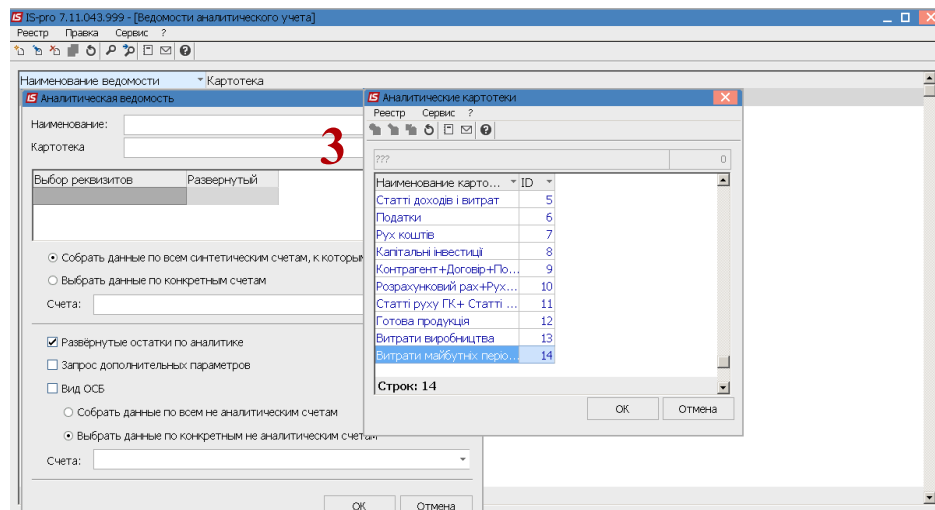 IS-pro 7.11.043.999 - [Ведомости аналитического учета]
Реестр Правка Сервис ?
Наименование ведомости Картотека
Аналитическая ведомость
Наименование:
Картотека
3
Выбор реквизитов Развернутый
Собрать данные по всем синтетическим счетам, к которым
Выбрать данные по конкретным счетам
Счета:
Развёрнутые остатки по аналитике
Запрос дополнительных параметров
Вид ОСБ
Собрать данные по всем не аналитическим счетам
Выбрать данные по конкретным не аналитическим счетам
Счета:
ОК Отмена
Аналитические картотеки
Реестр Сервис ?
??? 0
Наименование карто... ID
Статті доходів і витрат 5
Податки 6
Рух коштів 7
Капітальні інвестиції 8
Контрагент+Договір+По... 9
Розрахунковий рах+Рух... 10
Статті руху ГК+ Статті ... 11
Готова продукція 12
Витрати виробництва 13
Витрати майбутніх періо... 14
Строк: 14
ОК Отмена